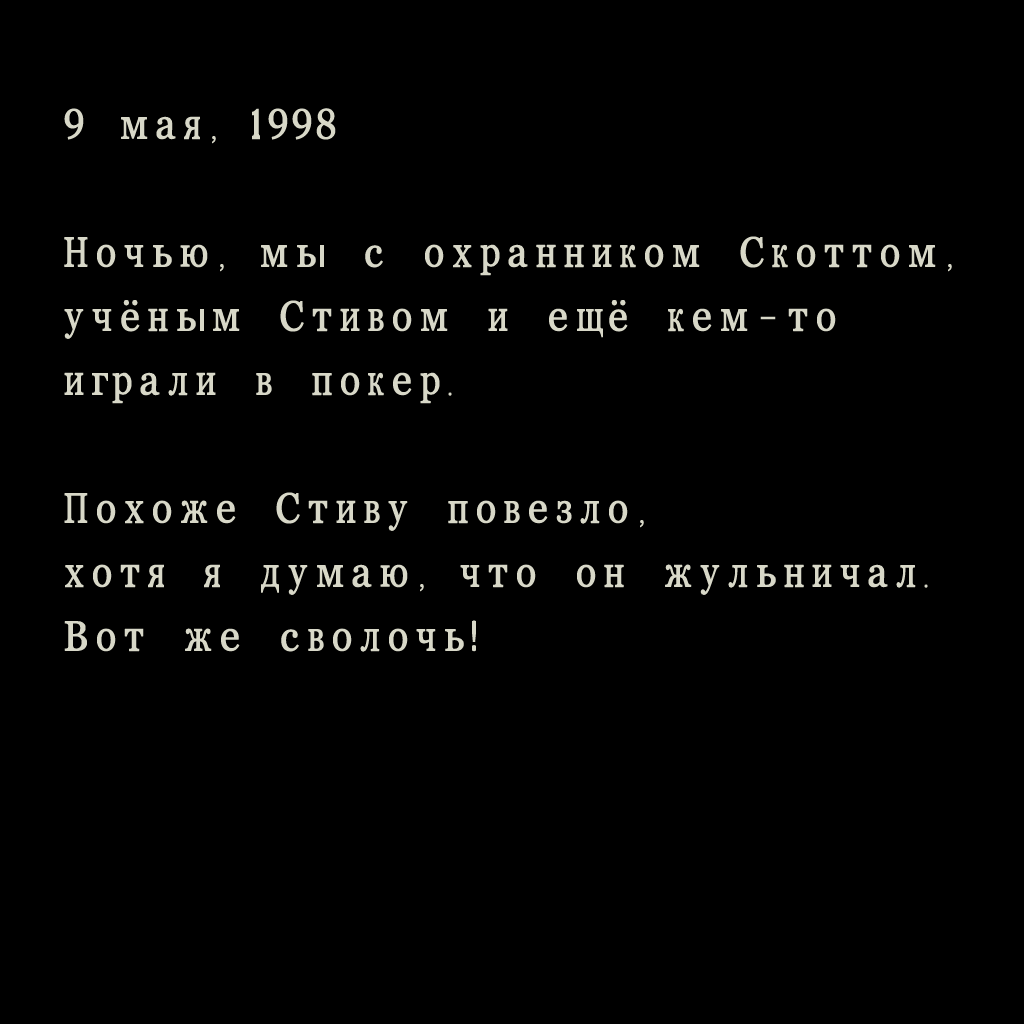 9 мая, 1998
Ночью, мы с охранником Скоттом,
учёным Стивом и ещё кем-то
играли в покер.
Похоже Стиву повезло,
хотя я думаю, что он жульничал.
Вот же сволочь!